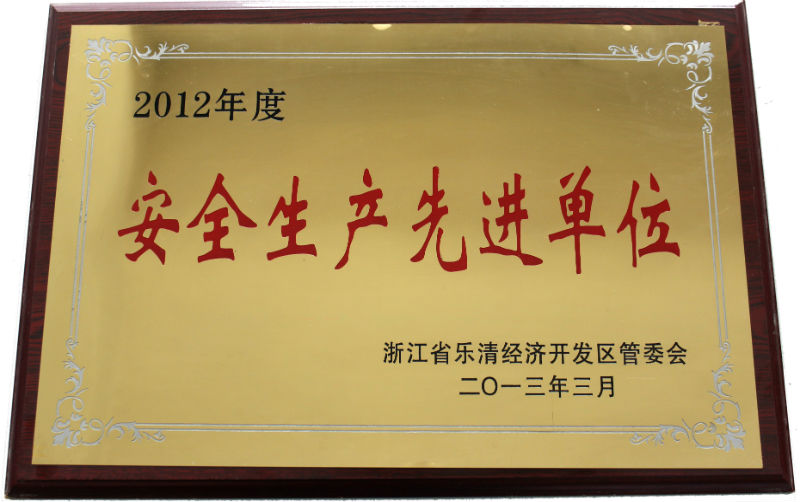 2012年度
安全生产先进单位
浙江省乐清经济开发区管委会
二〇一三年三月